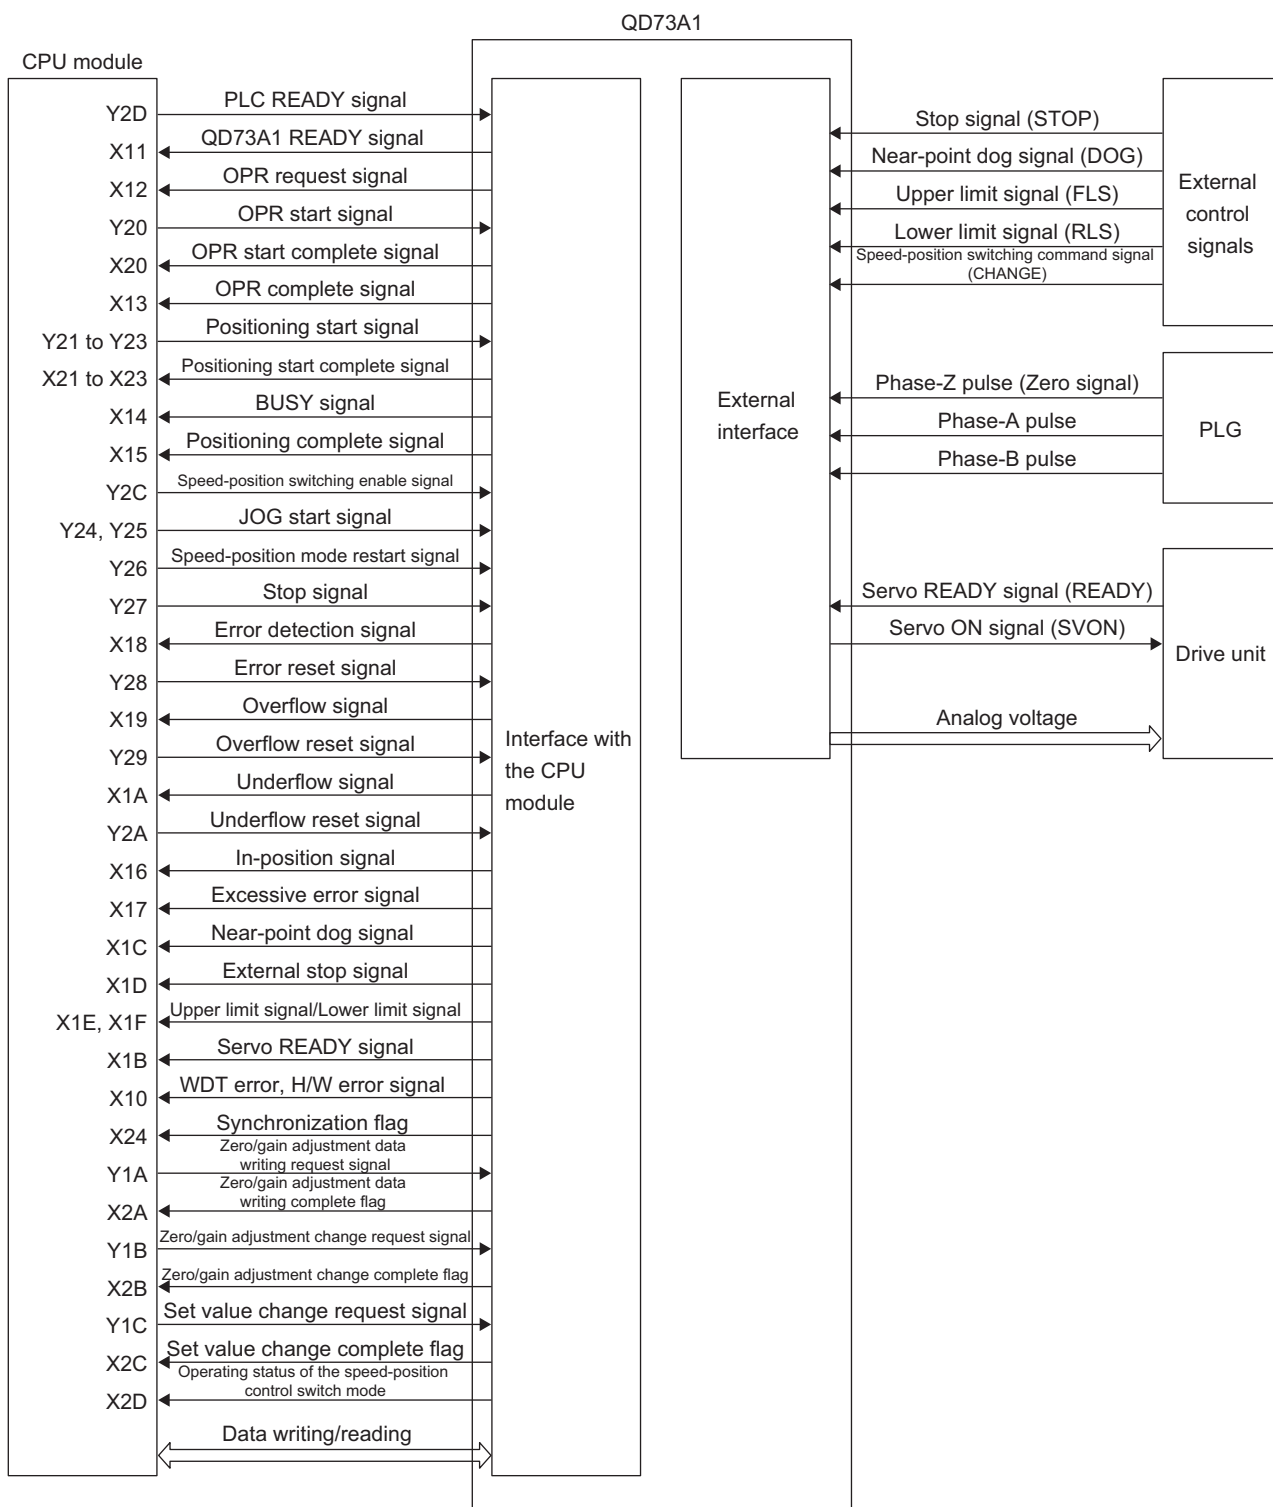 QD73A1
CPU module
Y2D
PLC READY signal
X11
QD73A1 READY signal
X12
OPR request signal
Y20
OPR start signal
X20
OPR start complete signal
X13
OPR complete signal
Y21 to Y23
Positioning start signal
X21 to X23
Positioning start complete signal
X14
BUSY signal
X15
Positioning complete signal
Y2C
Speed-position switching enable signal
Y24, Y25
JOG start signal
Y26
Speed-position mode restart signal
Y27
Stop signal
X18
Error detection signal
Y28
Error reset signal
X19
Overflow signal
Y29
Overflow reset signal
X1A
Underflow signal
Y2A
Underflow reset signal
X16
In-position signal
X17
Excessive error signal
X1C
Near-point dog signal
X1D
External stop signal
X1E, X1F
Upper limit signal/Lower limit signal
X1B
Servo READY signal
X10
WDT error, H/W error signal
X24
Synchronization flag
Y1A
Zero/gain adjustment data
writing request signal
X2A
Zero/gain adjustment data
writing complete flag
Y1B
Zero/gain adjustment change request signal
X2B
Zero/gain adjustment change complete flag
Y1C
Set value change request signal
X2C
Set value change complete flag
X2D
Operating status of the speed-position
control switch mode
Data writing/reading
Interface with
the CPU
module
External
interface
Stop signal (STOP)
Near-point dog signal (DOG)
Upper limit signal (FLS)
Lower limit signal (RLS)
Speed-position switching command signal
(CHANGE)
External
control
signals
Phase-Z pulse (Zero signal)
Phase-A pulse
Phase-B pulse
PLG
Servo READY signal (READY)
Servo ON signal (SVON)
Analog voltage
Drive unit